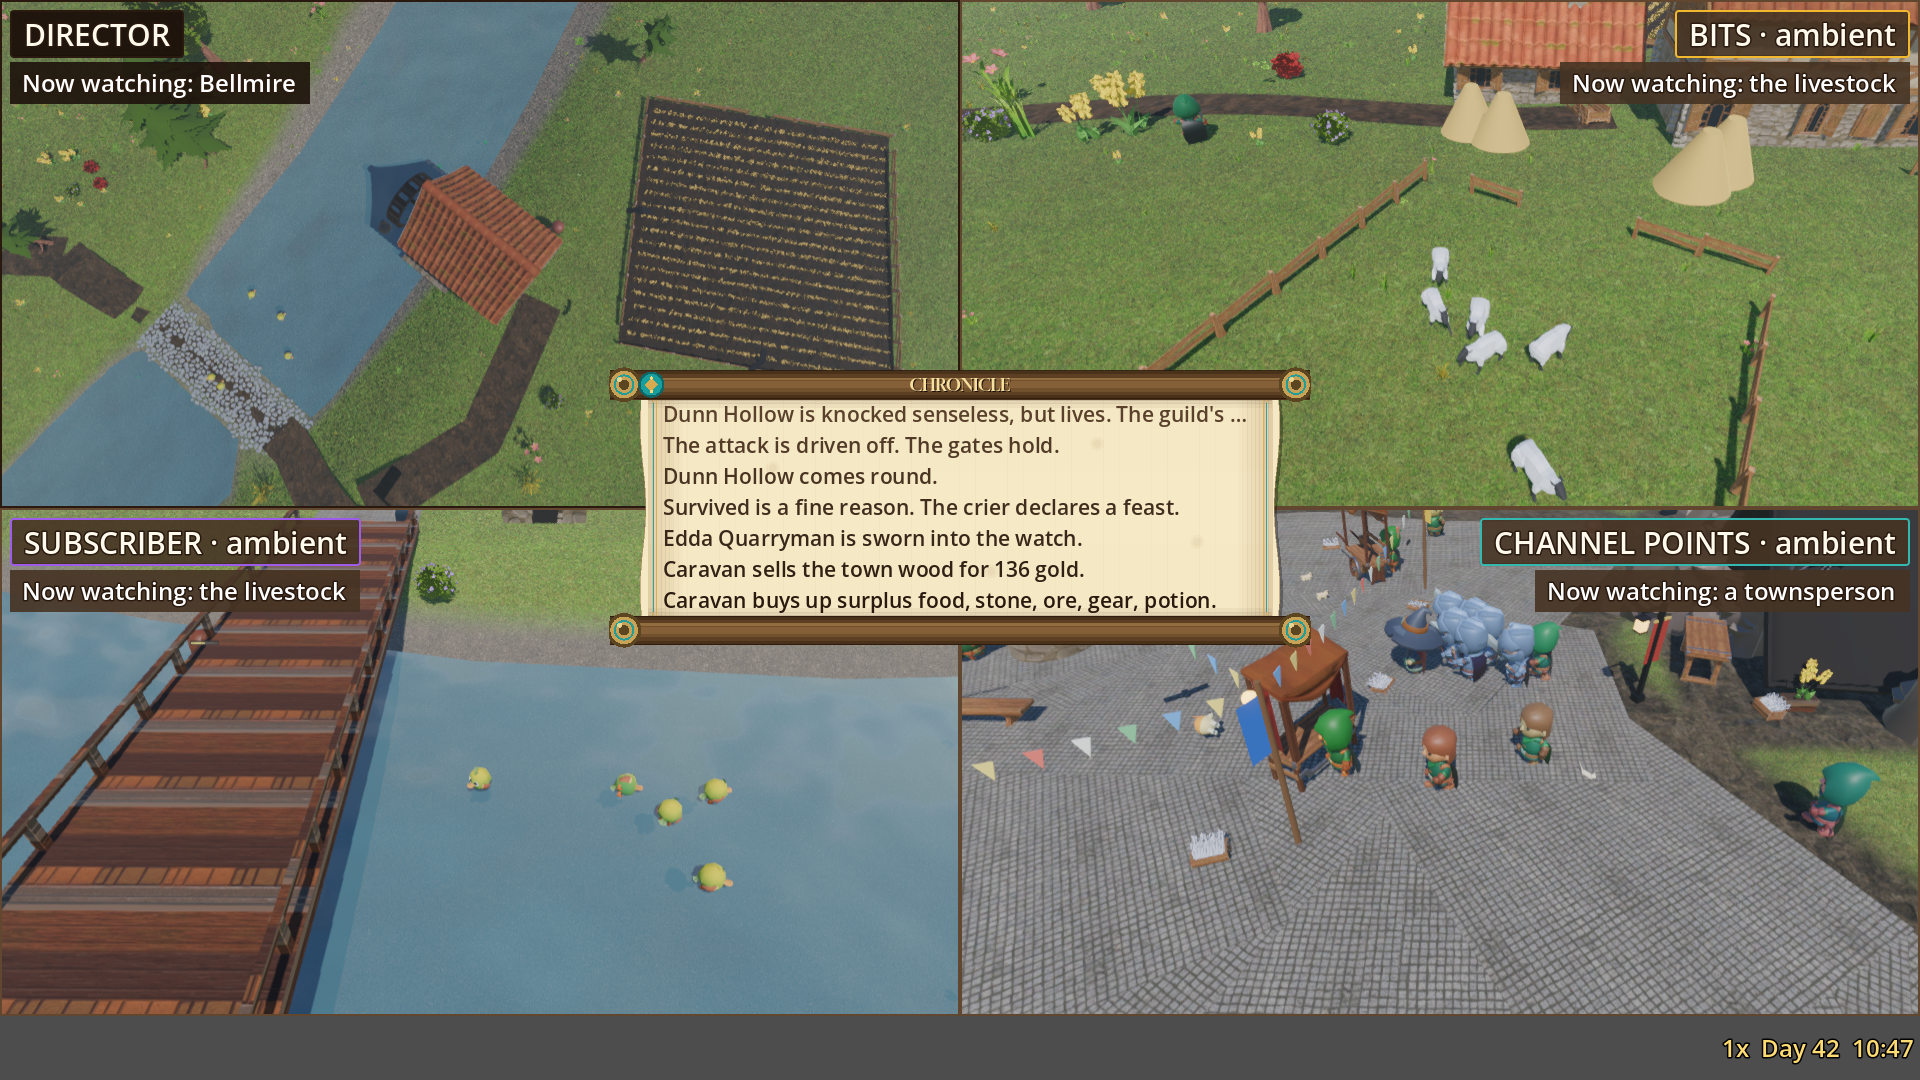 DIRECTOR
Now watching: Bellmire
BITS · ambient
Now watching: the livestock
CHRONICLE
Dunn Hollow is knocked senseless, but lives. The guild's ...
The attack is driven off. The gates hold.
Dunn Hollow comes round.
Survived is a fine reason. The crier declares a feast.
Edda Quarryman is sworn into the watch.
Caravan sells the town wood for 136 gold.
Caravan buys up surplus food, stone, ore, gear, potion.
SUBSCRIBER · ambient
Now watching: the livestock
CHANNEL POINTS · ambient
Now watching: a townsperson
1x Day 42 10:47